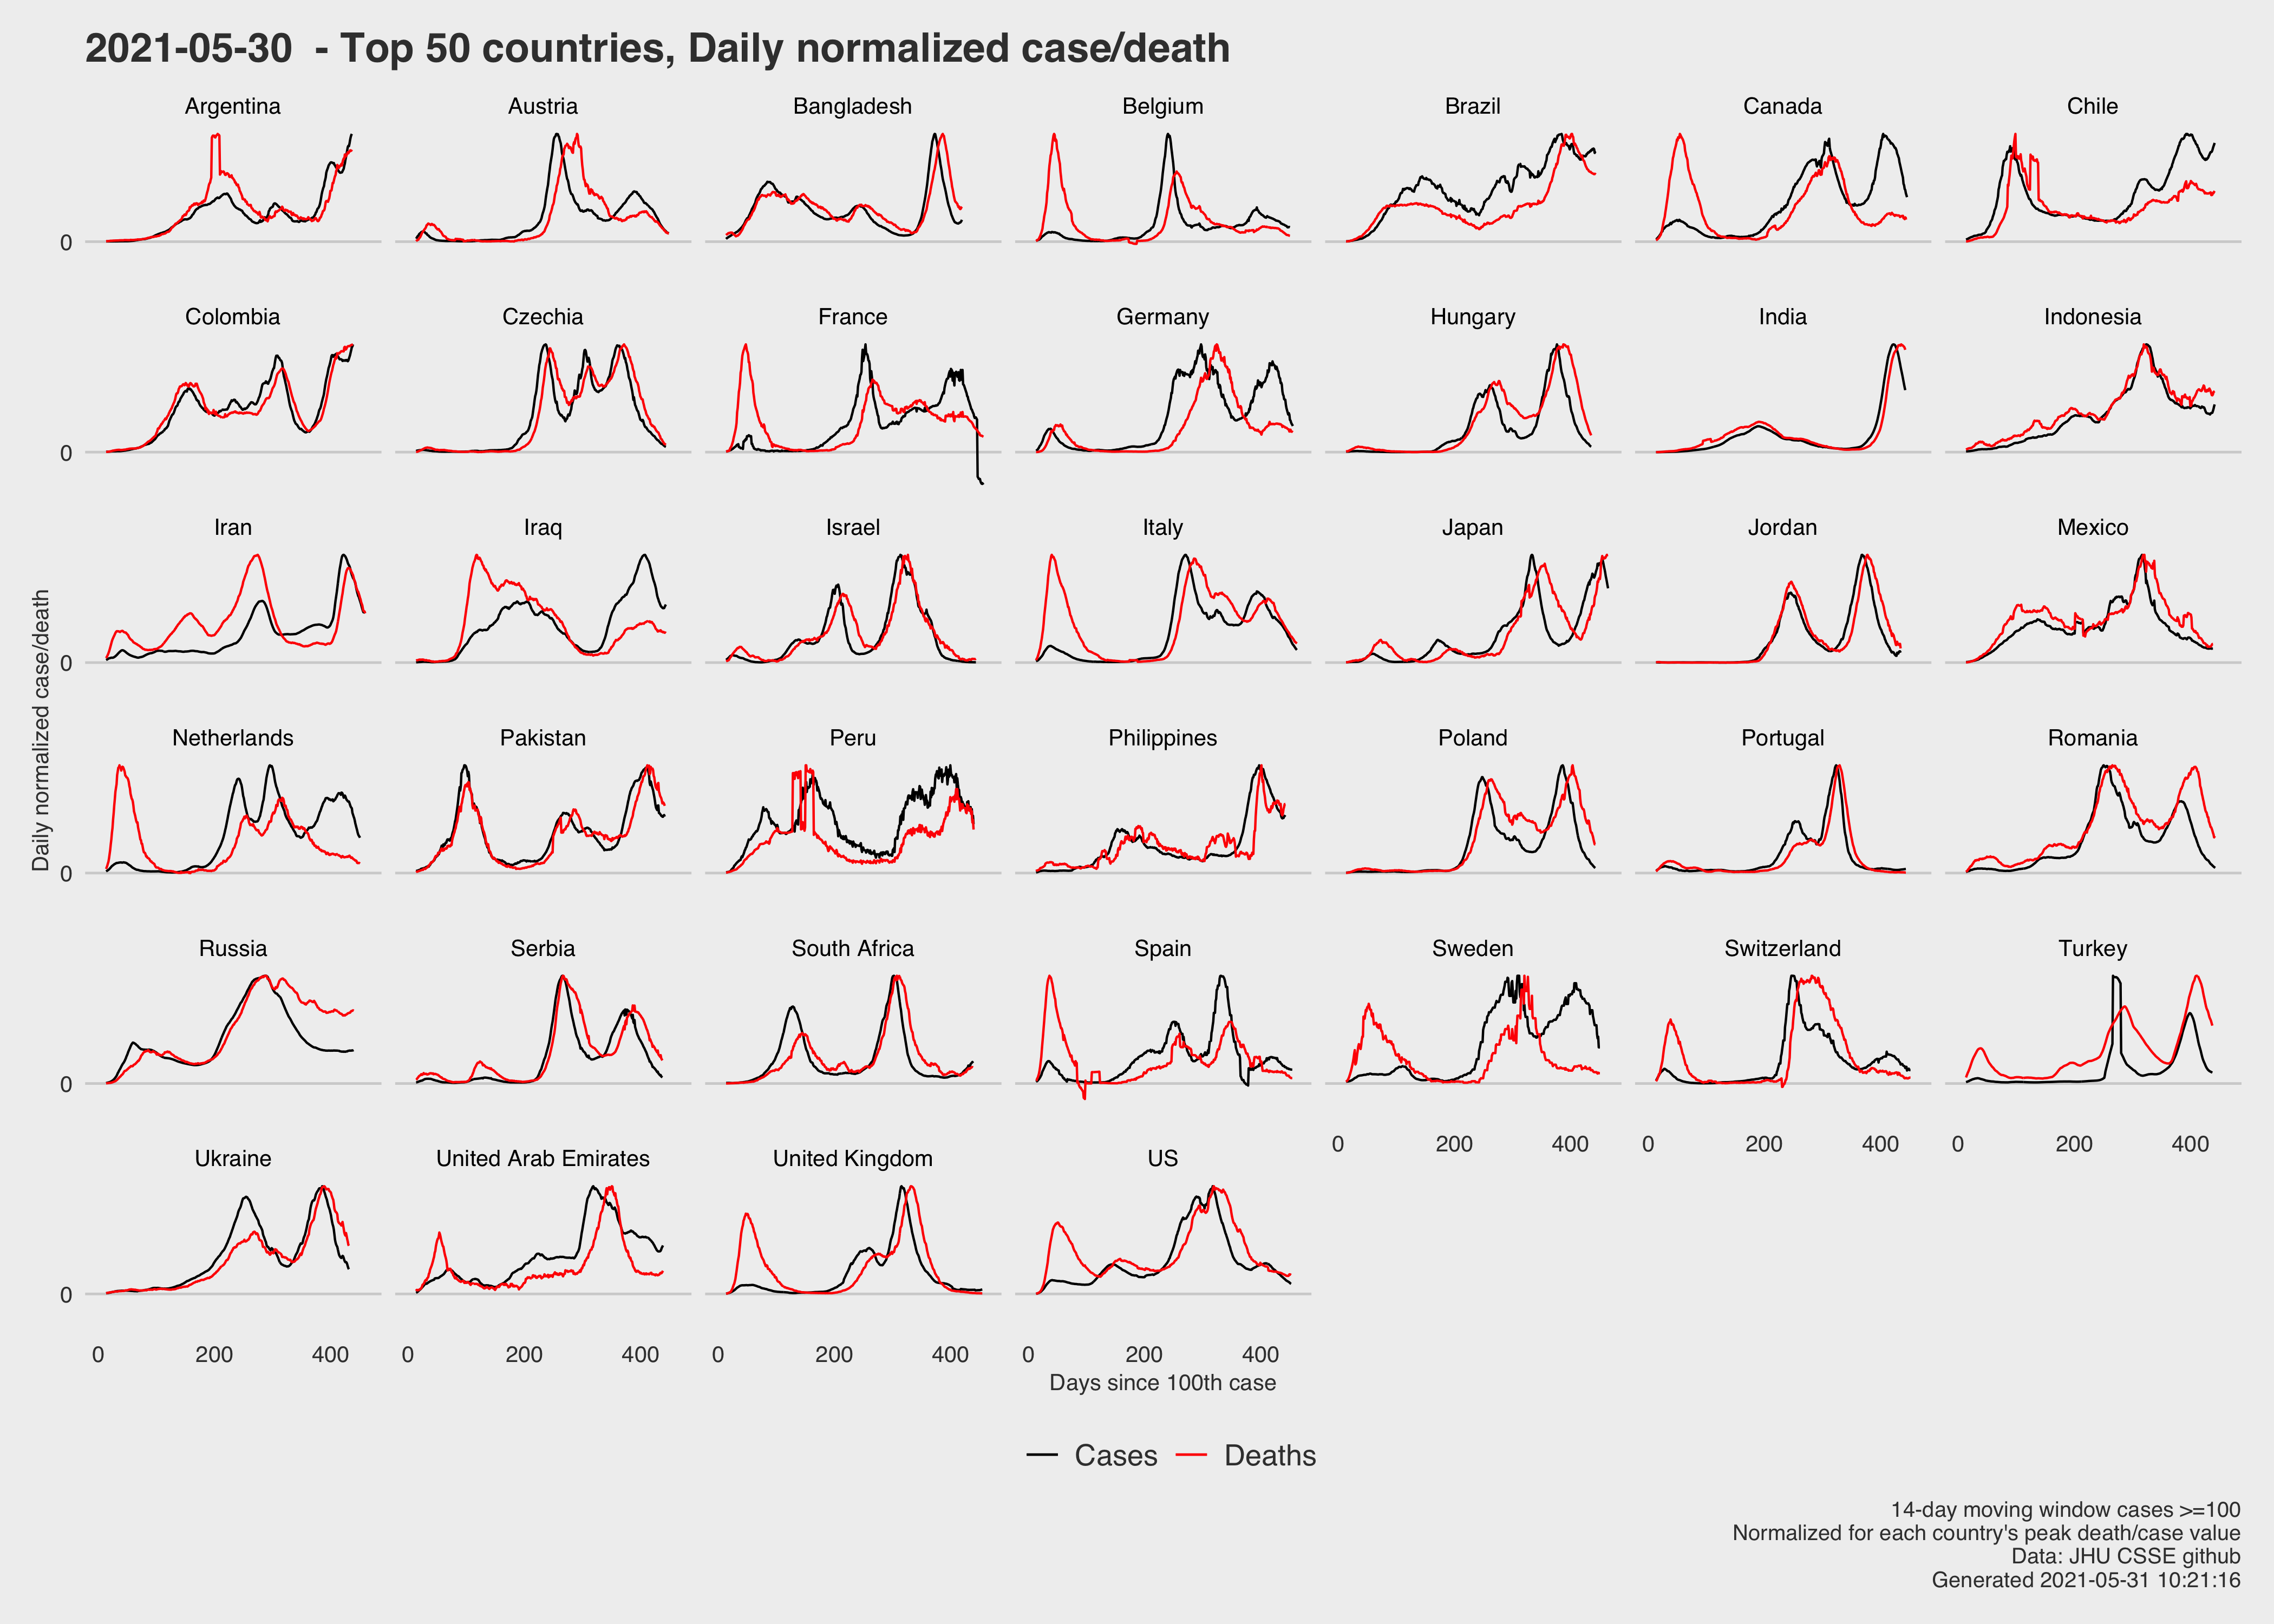 2021-05-30 - Top 50 countries, Daily normalized case/death
Argentina
Austria
Bangladesh
Belgium
Brazil
Canada
Chile
0
Colombia
Czechia
France
Germany
Hungary
India
Indonesia
0
Iran
Iraq
Israel
Italy
Japan
Jordan
Mexico
0
Daily normalized case/death
Netherlands
Pakistan
Peru
Philippines
Poland
Portugal
Romania
0
Russia
Serbia
South Africa
Spain
Sweden
Switzerland
Turkey
0
0 200 400
0 200 400
0 200 400
Ukraine
United Arab Emirates
United Kingdom
US
0
0 200 400
0 200 400
0 200 400
0 200 400
Days since 100th case
Cases
Deaths
14-day moving window cases >=100
Normalized for each country's peak death/case value
Data: JHU CSSE github
Generated 2021-05-31 10:21:16